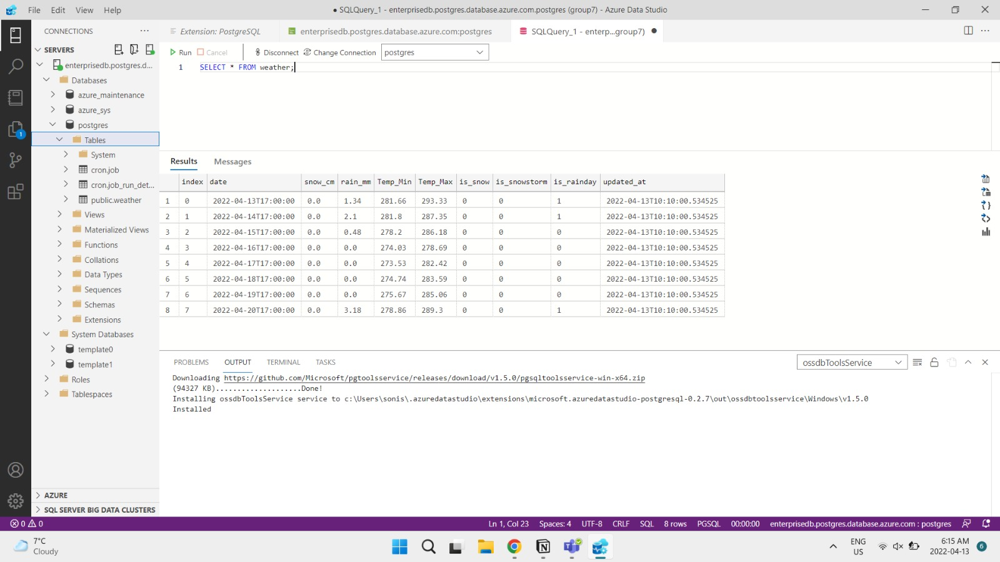 File Edit View Help
● SQLQuery_1 - enterprisedb.postgres.database.azure.com.postgres (group7) - Azure Data Studio
CONNECTIONS
Extension: PostgreSQL
enterprisedb.postgres.database.azure.com:postgres
SQLQuery_1 - enterp...group7)
SERVERS
enterprisedb.postgres.d...
Databases
azure_maintenance
azure_sys
postgres
Tables
System
cron.job
cron.job_run_det...
public.weather
Views
Materialized Views
Functions
Collations
Data Types
Sequences
Schemas
Extensions
System Databases
template0
template1
Roles
Tablespaces
AZURE
SQL SERVER BIG DATA CLUSTERS
1
Run Cancel Disconnect Change Connection postgres
1 SELECT * FROM weather;
Results Messages
index date snow_cm rain_mm Temp_Min Temp_Max is_snow is_snowstorm is_rainday updated_at
1 0 2022-04-13T17:00:00 0.0 1.34 281.66 293.33 0 0 1 2022-04-13T10:10:00.534525
2 1 2022-04-14T17:00:00 0.0 2.1 281.8 287.35 0 0 1 2022-04-13T10:10:00.534525
3 2 2022-04-15T17:00:00 0.0 0.48 278.2 286.18 0 0 0 2022-04-13T10:10:00.534525
4 3 2022-04-16T17:00:00 0.0 0.0 274.03 278.69 0 0 0 2022-04-13T10:10:00.534525
5 4 2022-04-17T17:00:00 0.0 0.0 273.53 282.42 0 0 0 2022-04-13T10:10:00.534525
6 5 2022-04-18T17:00:00 0.0 0.0 274.74 283.59 0 0 0 2022-04-13T10:10:00.534525
7 6 2022-04-19T17:00:00 0.0 0.0 275.67 285.06 0 0 0 2022-04-13T10:10:00.534525
8 7 2022-04-20T17:00:00 0.0 3.18 278.86 289.3 0 0 1 2022-04-13T10:10:00.534525
PROBLEMS OUTPUT TERMINAL TASKS ossdbToolsService
Downloading https://github.com/Microsoft/pgtoolsservice/releases/download/v1.5.0/pgsqltoolsservice-win-x64.zip
(94327 KB)....................Done!
Installing ossdbToolsService service to c:\Users\sonis\.azuredatastudio\extensions\microsoft.azuredatastudio-postgresql-0.2.7\out\ossdbtoolsservice\Windows\v1.5.0
Installed
0 0 Ln 1, Col 23 Spaces: 4 UTF-8 CRLF SQL 8 rows PGSQL 00:00:00 enterprisedb.postgres.database.azure.com : postgres
7°C
Cloudy
ENG
US
6:15 AM
2022-04-13
6